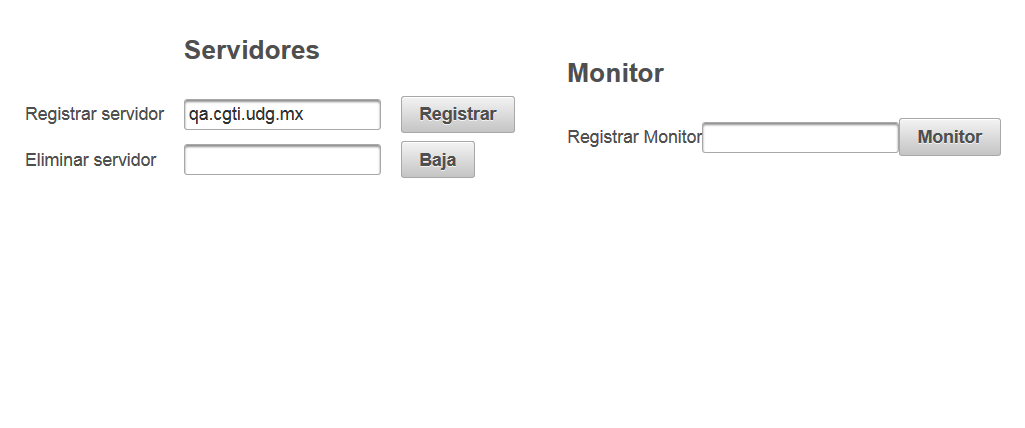 Servidores
Registrar servidor qa.cgti.udg.mx Registrar
Eliminar servidor Baja
Monitor
Registrar Monitor Monitor